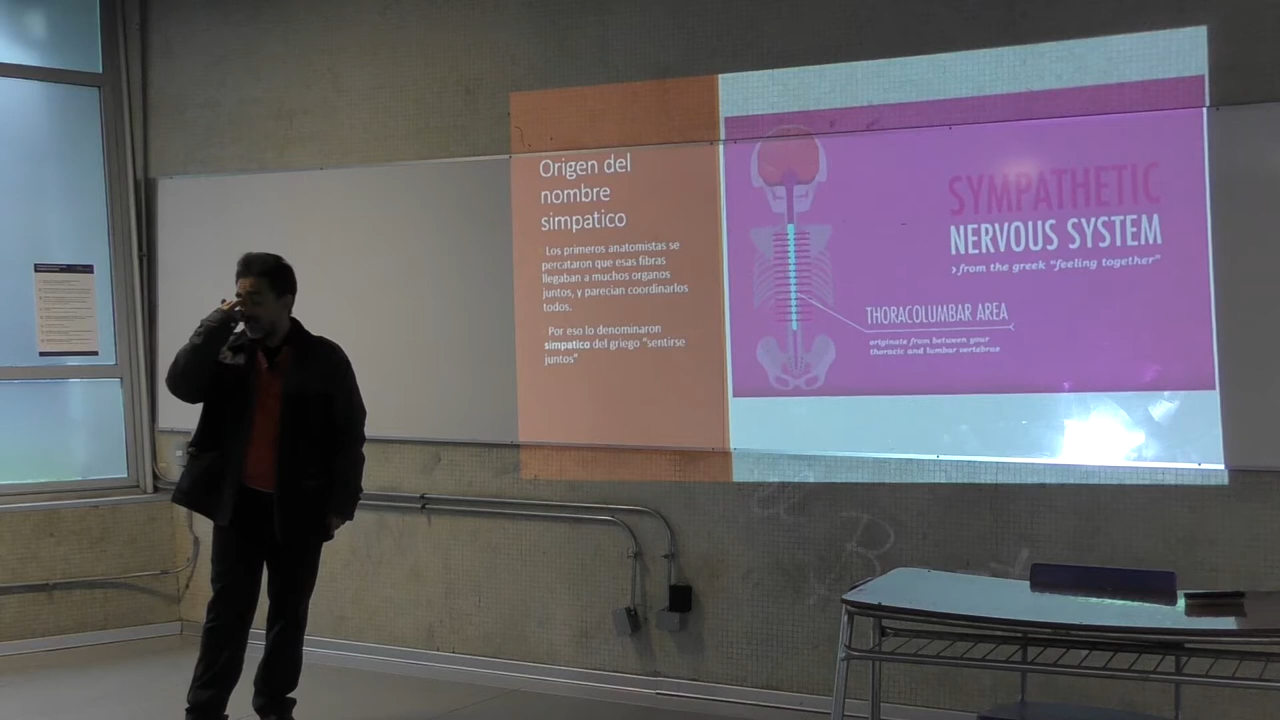 Origen del
nombre
simpatico
Los primeros anatomistas se
percataron que esas fibras
llegaban a muchos organos
juntos, y parecian coordinarlos
todos.
Por eso lo denominaron
simpatico del griego "sentirse
juntos"
SYMPATHETIC
NERVOUS SYSTEM
from the greek "feeling together"
THORACOLUMBAR AREA
originate from between your
thoracic and lumbar vertebrae
B